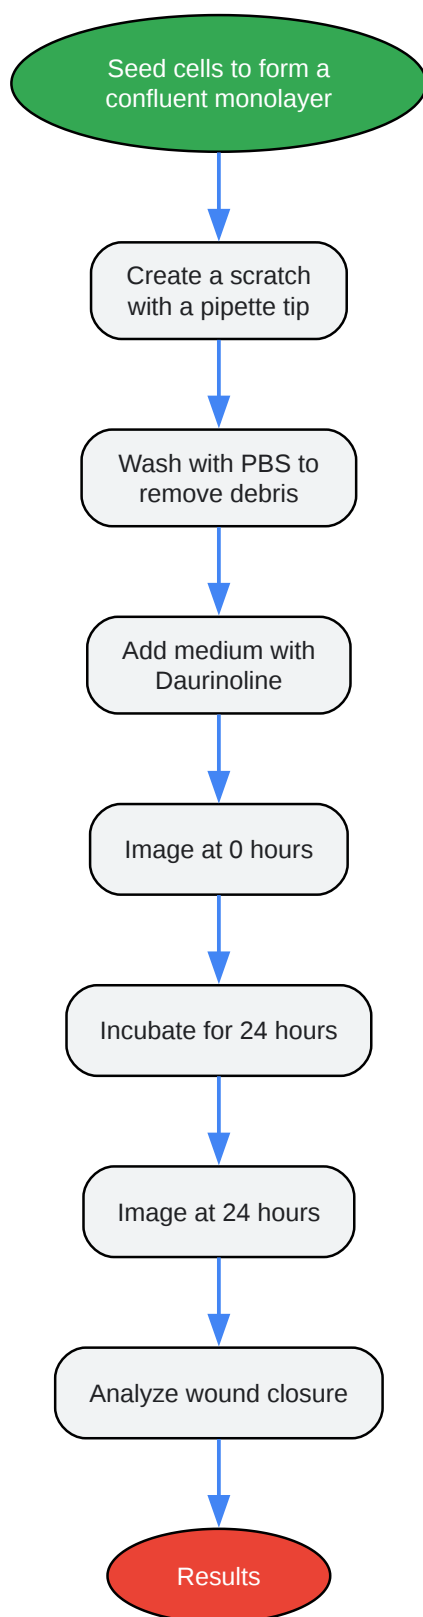 Seed cells to form a
confluent monolayer
Create a scratch
with a pipette tip
Wash with PBS to
remove debris
Add medium with
Daurinoline
Image at 0 hours
Incubate for 24 hours
Image at 24 hours
Analyze wound closure
Results